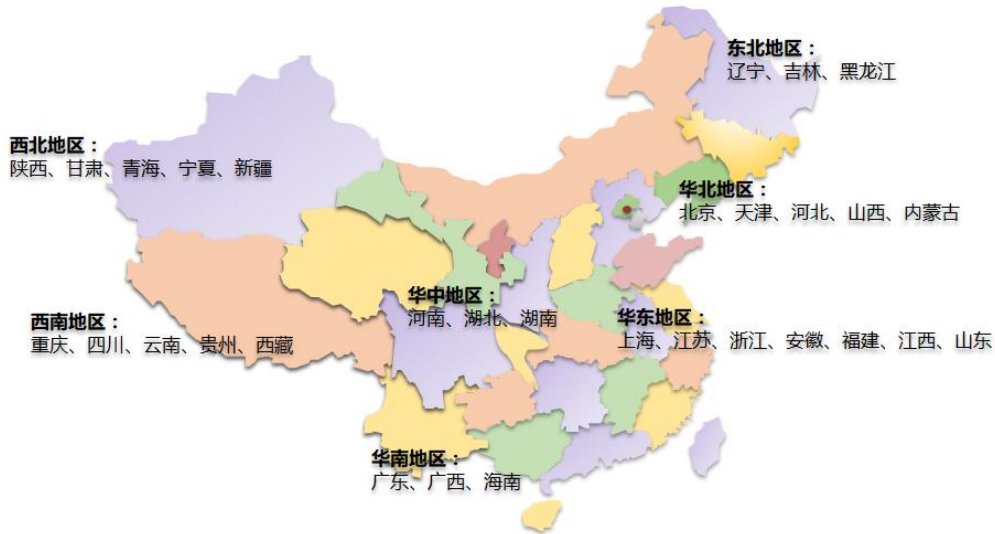 东北地区：
辽宁、吉林、黑龙江
西北地区：
陕西、甘肃、青海、宁夏、新疆
华北地区：
北京、天津、河北、山西、内蒙古
华中地区：
河南、湖北、湖南
西南地区：
重庆、四川、云南、贵州、西藏
华东地区：
上海、江苏、浙江、安徽、福建、江西、山东
华南地区：
广东、广西、海南